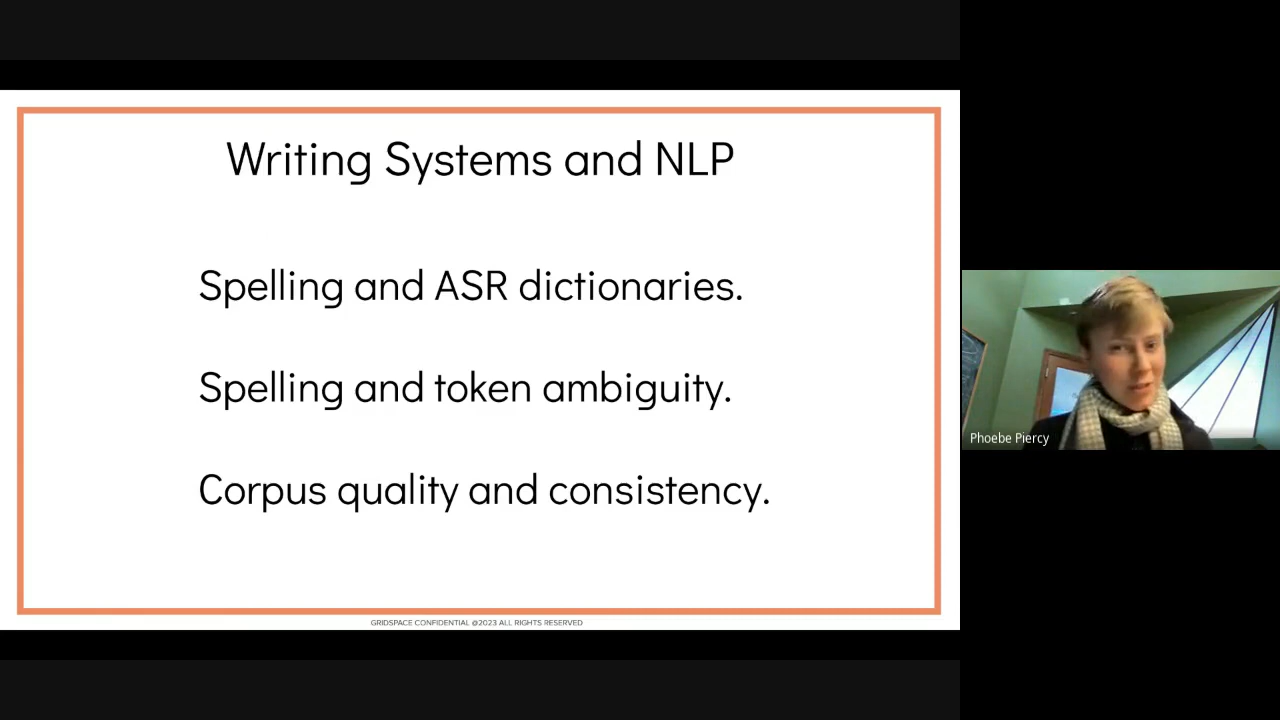 Writing Systems and NLP
Spelling and ASR dictionaries.
Spelling and token ambiguity.
Corpus quality and consistency.
GRIDSPACE CONFIDENTIAL @2023 ALL RIGHTS RESERVED
Phoebe Piercy